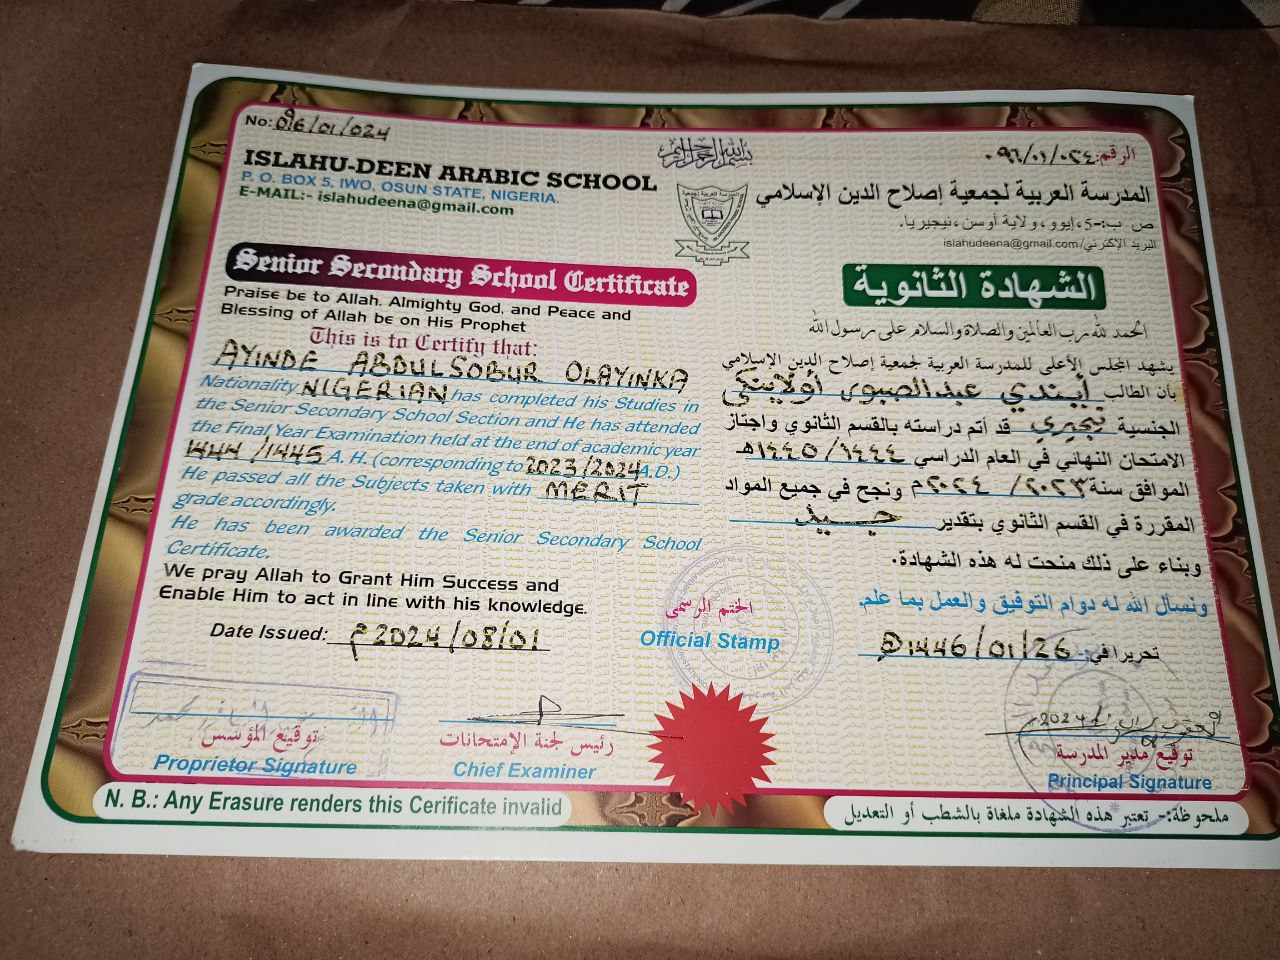 No: 096/01/024
ISLAHU-DEEN ARABIC SCHOOL
P. O. BOX 5, IWO, OSUN STATE, NIGERIA.
E-MAIL:- islahudeena@gmail.com
Senior Secondary School Certificate
Praise be to Allah, Almighty God, and Peace and
Blessing of Allah be on His Prophet
This is to Certify that:
AYINDE ABDULSOBUR OLAYINKA
Nationality NIGERIAN has completed his Studies in
the Senior Secondary School Section and He has attended
the Final Year Examination held at the end of academic year
1444/1445 A. H. (corresponding to 2023/2024 A.D.)
He passed all the Subjects taken with MERIT
grade accordingly.
He has been awarded the Senior Secondary School
Certificate.
We pray Allah to Grant Him Success and
Enable Him to act in line with his knowledge.
Date Issued: 2024/08/01 م
بسم الله الرحمن الرحيم
الرقم: ٠٩٦/٠١/٠٢٤
المدرسة العربية لجمعية إصلاح الدين الإسلامي
ص ب:-5، إيوو، ولاية أوسن، نيجيريا.
البريد الإكتروني/ islahudeena@gmail.com
الشهادة الثانوية
الحمد لله رب العالمين والصلاة والسلام على رسول الله
يشهد المجلس الأعلى للمدرسة العربية لجمعية إصلاح الدين الإسلامي
بأن الطالب أيندي عبدالصبور أولاينكى
الجنسية نيجيري قد أتم دراسته بالقسم الثانوي واجتاز
الامتحان النهائي في العام الدراسي ١٤٤٤/١٤٤٥هـ
الموافق سنة ٢٠٢٣/٢٠٢٤م ونجح في جميع المواد
المقررة في القسم الثانوي بتقدير جيد
وبناء على ذلك منحت له هذه الشهادة.
ونسأل الله له دوام التوفيق والعمل بما علم.
تحريرا في: 1446/01/26 هـ
الختم الرسمي
Official Stamp
توقيع المؤسس
Proprietor Signature
رئيس لجنة الإمتحانات
Chief Examiner
توقيع مدير المدرسة
Principal Signature
N. B.: Any Erasure renders this Cerificate invalid
ملحوظة:- تعتبر هذه الشهادة ملغاة بالشطب أو التعديل